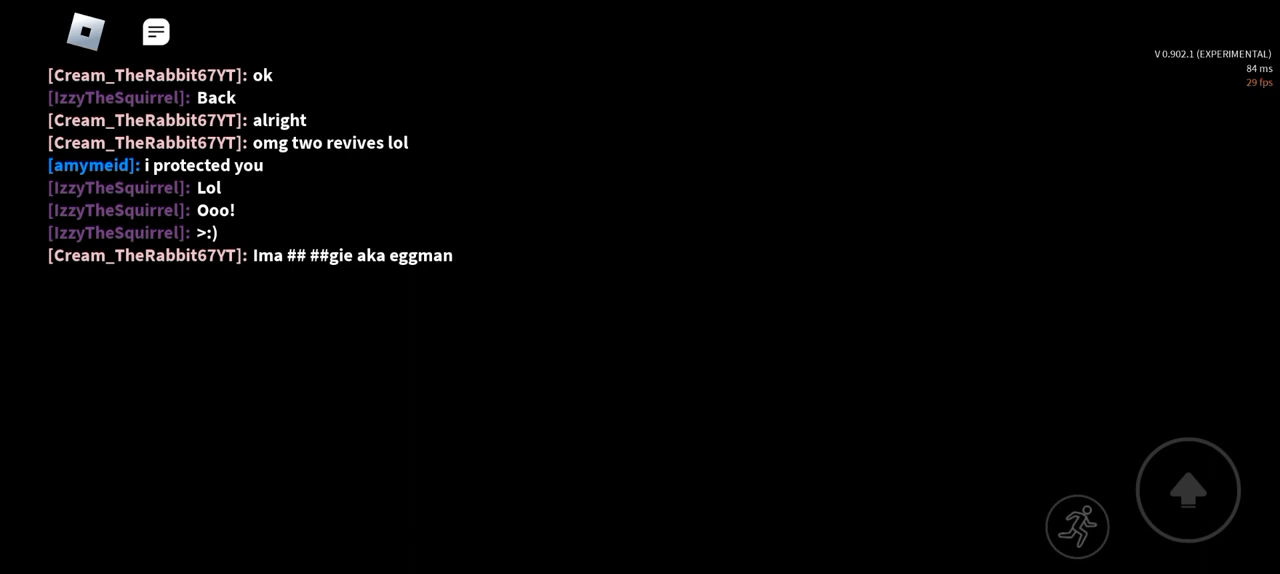 V 0.902.1 (EXPERIMENTAL)
84 ms
29 fps
[Cream_TheRabbit67YT]: ok
[IzzyTheSquirrel]: Back
[Cream_TheRabbit67YT]: alright
[Cream_TheRabbit67YT]: omg two revives lol
[amymeid]: i protected you
[IzzyTheSquirrel]: Lol
[IzzyTheSquirrel]: Ooo!
[IzzyTheSquirrel]: >:)
[Cream_TheRabbit67YT]: Ima ## ##gie aka eggman